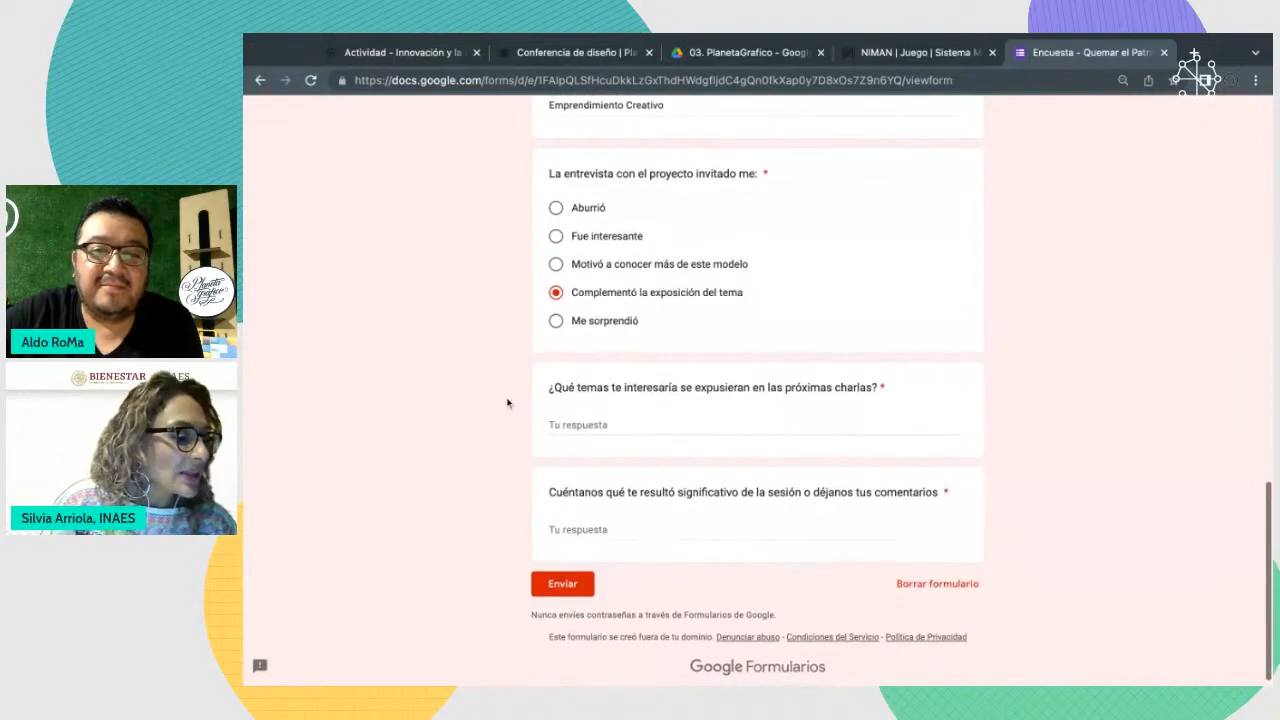 Actividad - Innovación y la
Conferencia de diseño | Pla
03. PlanetaGrafico - Googl
NIMAN | Juego | Sistema M
Encuesta - Quemar el Patr
https://docs.google.com/forms/d/e/1FAIpQLSfHcuDkkLzGxThdHWdgfIjdC4gQn0fkXap0y7D8xOs7Z9n6YQ/viewform
Emprendimiento Creativo
La entrevista con el proyecto invitado me: *
Aburrió
Fue interesante
Motivó a conocer más de este modelo
Complementó la exposición del tema
Me sorprendió
¿Qué temas te interesaría se expusieran en las próximas charlas? *
Tu respuesta
Cuéntanos qué te resultó significativo de la sesión o déjanos tus comentarios *
Tu respuesta
Enviar
Borrar formulario
Nunca envíes contraseñas a través de Formularios de Google.
Este formulario se creó fuera de tu dominio. Denunciar abuso - Condiciones del Servicio - Política de Privacidad
Google Formularios
Planeta Gráfico
Aldo RoMa
BIENESTAR
Silvia Arriola, INAES